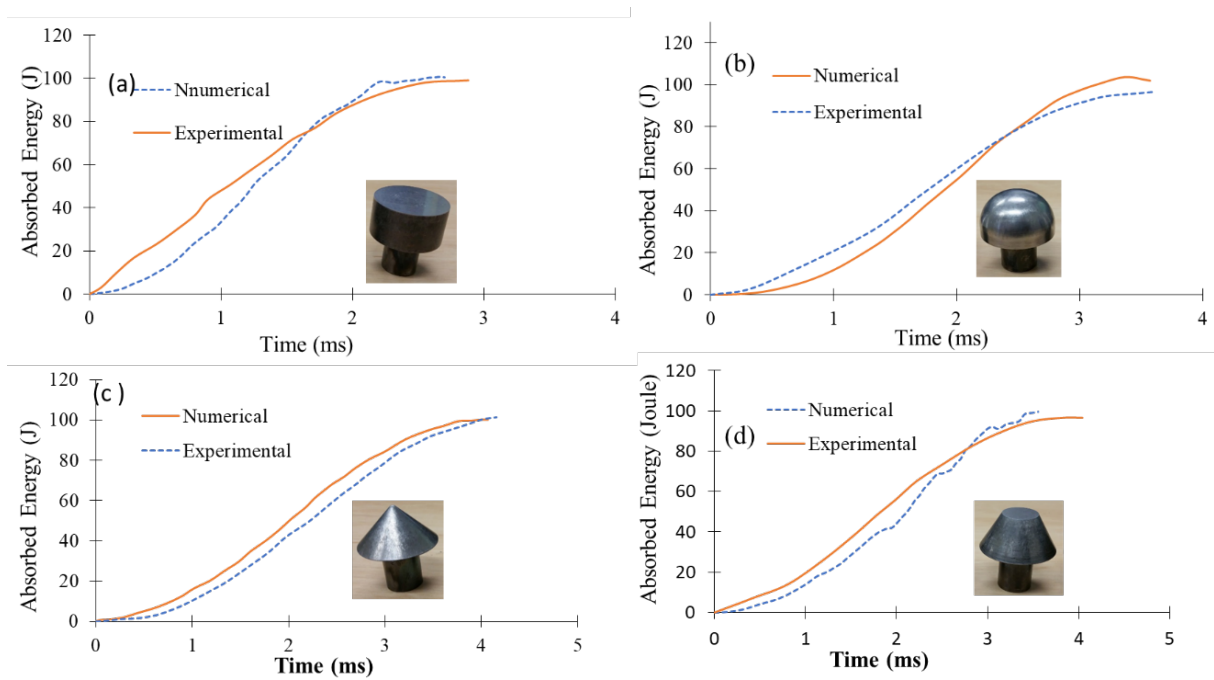 (a)
Nnumerical
Experimental
Absorbed Energy (J)
120
100
80
60
40
20
0
0 1 2 3 4
Time (ms)
(b)
Numerical
Experimental
Absorbed Energy (J)
120
100
80
60
40
20
0
0 1 2 3 4
Time (ms)
(c )
Numerical
Experimental
Absorbed Energy (J)
120
100
80
60
40
20
0
0 1 2 3 4 5
Time (ms)
(d)
Numerical
Experimental
Absorbed Energy (Joule)
120
100
80
60
40
20
0
0 1 2 3 4 5
Time (ms)